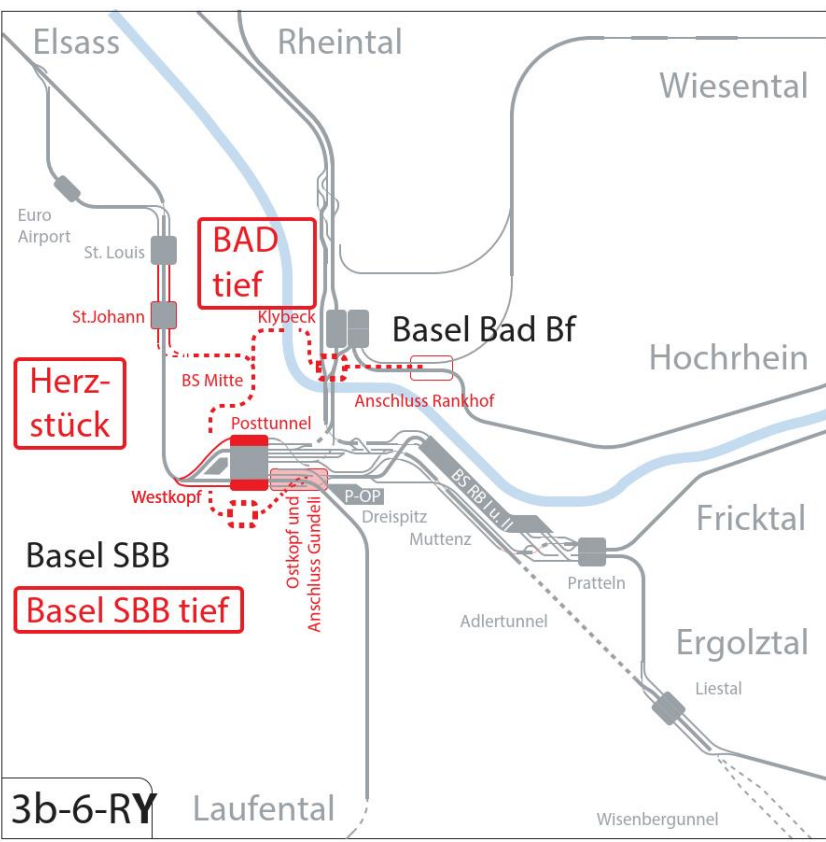 Elsass
Rheintal
Wiesental
Euro
Airport
St. Louis
BAD
tief
St.Johann
Klybeck
Basel Bad Bf
Hochrhein
Herz-
stück
BS Mitte
Anschluss Rankhof
Posttunnel
Westkopf
P-OP
BS RB I u. II
Dreispitz
Muttenz
Fricktal
Ostkopf und
Anschluss Gundeli
Basel SBB
Basel SBB tief
Pratteln
Adlertunnel
Ergolztal
Liestal
3b-6-RY
Laufental
Wisenbergunnel